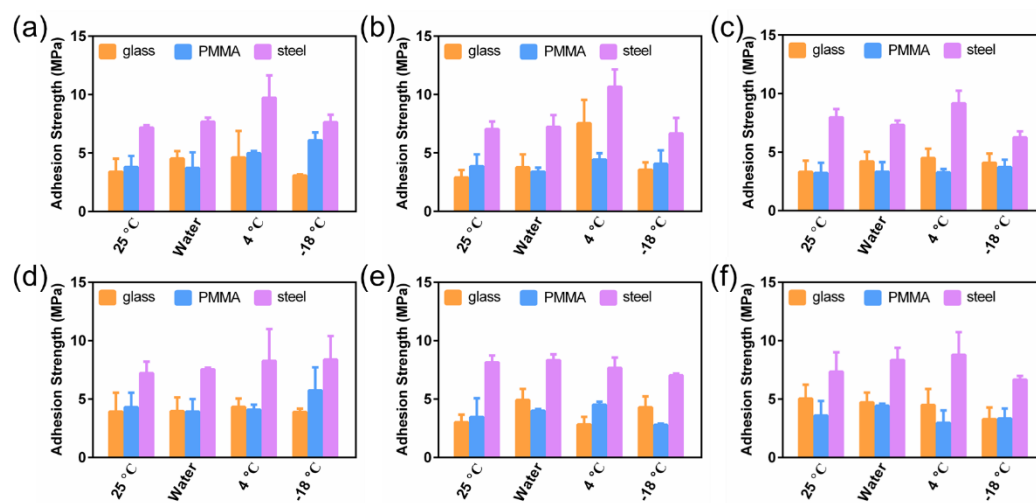 (a)
Adhesion Strength (MPa)
15
10
5
0
glass PMMA steel
25 °C Water 4 °C -18 °C
(b)
Adhesion Strength (MPa)
15
10
5
0
glass PMMA steel
25 °C Water 4 °C -18 °C
(c)
Adhesion Strength (MPa)
15
10
5
0
glass PMMA steel
25 °C Water 4 °C -18 °C
(d)
Adhesion Strength (MPa)
15
10
5
0
glass PMMA steel
25 °C Water 4 °C -18 °C
(e)
Adhesion Strength (MPa)
15
10
5
0
glass PMMA steel
25 °C Water 4 °C -18 °C
(f)
Adhesion Strength (MPa)
15
10
5
0
glass PMMA steel
25 °C Water 4 °C -18 °C